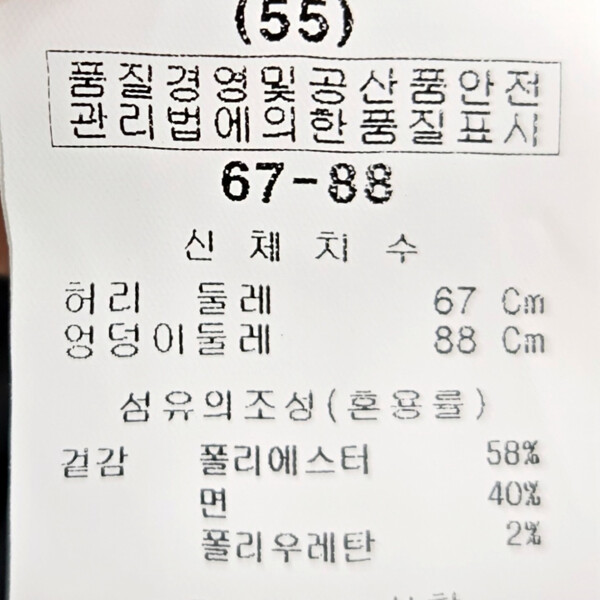 (55)
품질경영및공산품안전
관리법에의한품질표시
67-88
신체치수
허리 둘레 67 Cm
엉덩이둘레 88 Cm
섬유의조성(혼용률)
겉감 폴리에스터 58%
면 40%
폴리우레탄 2%